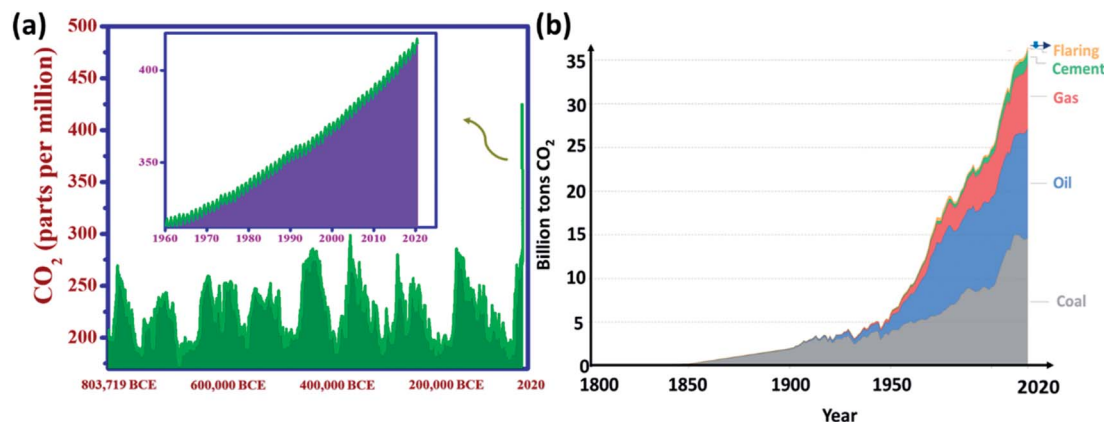 (a)
CO2 (parts per million)
500
450
400
350
300
250
200
400
350
1960 1970 1980 1990 2000 2010 2020
803,719 BCE 600,000 BCE 400,000 BCE 200,000 BCE 2020
(b)
Billion tons CO2
35
30
25
20
15
10
5
0
Flaring
Cement
Gas
Oil
Coal
1800 1850 1900 1950 2020
Year